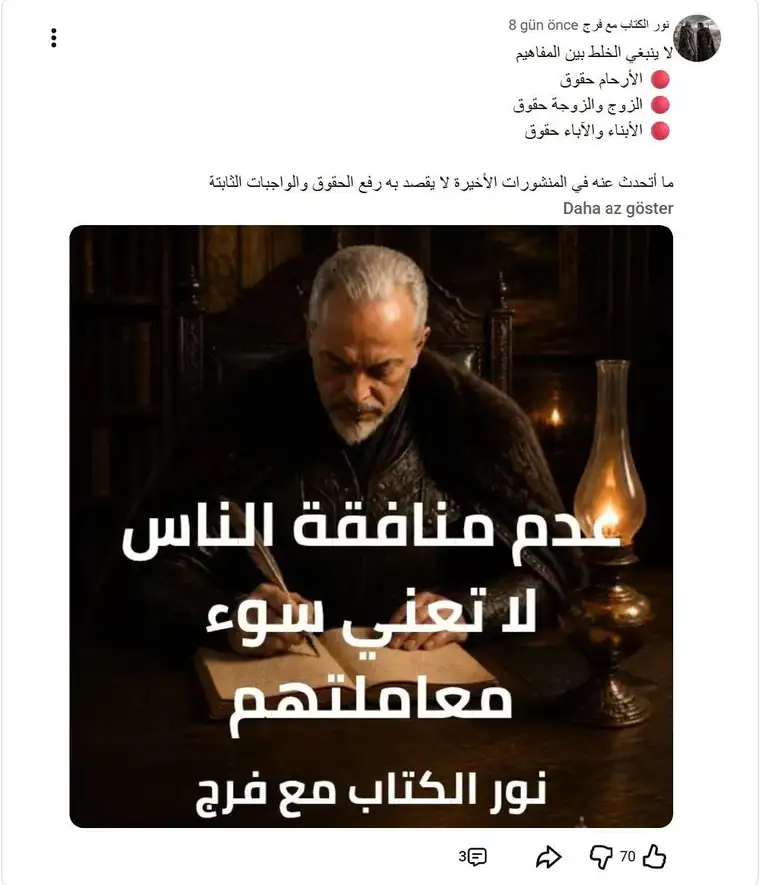 نور الكتاب مع فرج 8 gün önce
لا ينبغي الخلط بين المفاهيم
🔴 الأرحام حقوق
🔴 الزوج والزوجة حقوق
🔴 الأبناء والآباء حقوق
ما أتحدث عنه في المنشورات الأخيرة لا يقصد به رفع الحقوق والواجبات الثابتة
Daha az göster
عدم منافقة الناس
لا تعني سوء
معاملتهم
نور الكتاب مع فرج
70
3